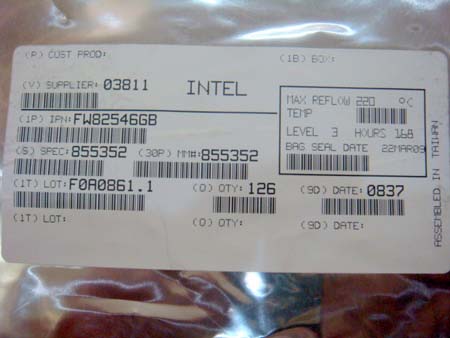 (P) CUST PROD:
(1B) BOX:
(V) SUPPLIER: 03811
INTEL
(1P) IPN: FW82546GB
MAX REFLOW 220 °C
TEMP
LEVEL 3 HOURS 168
BAG SEAL DATE 22MAR09
(S) SPEC: 855352 (30P) MM#: 855352
(1T) LOT: F0A0861.1 (Q) QTY: 126 (9D) DATE: 0837
(1T) LOT: (Q) QTY: (9D) DATE:
ASSEMBLED IN TAIWAN